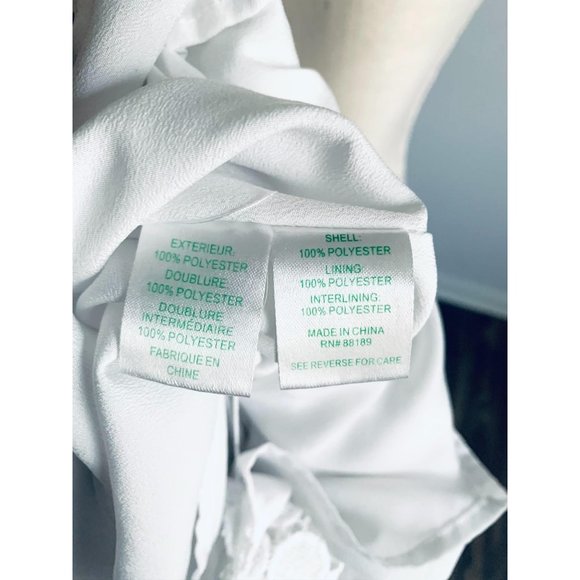 EXTERIEUR:
100% POLYESTER
DOUBLURE:
100% POLYESTER
DOUBLURE
INTERMÉDIAIRE
100% POLYESTER
FABRIQUE EN
CHINE
SHELL:
100% POLYESTER
LINING:
100% POLYESTER
INTERLINING:
100% POLYESTER
MADE IN CHINA
RN# 88189
SEE REVERSE FOR CARE